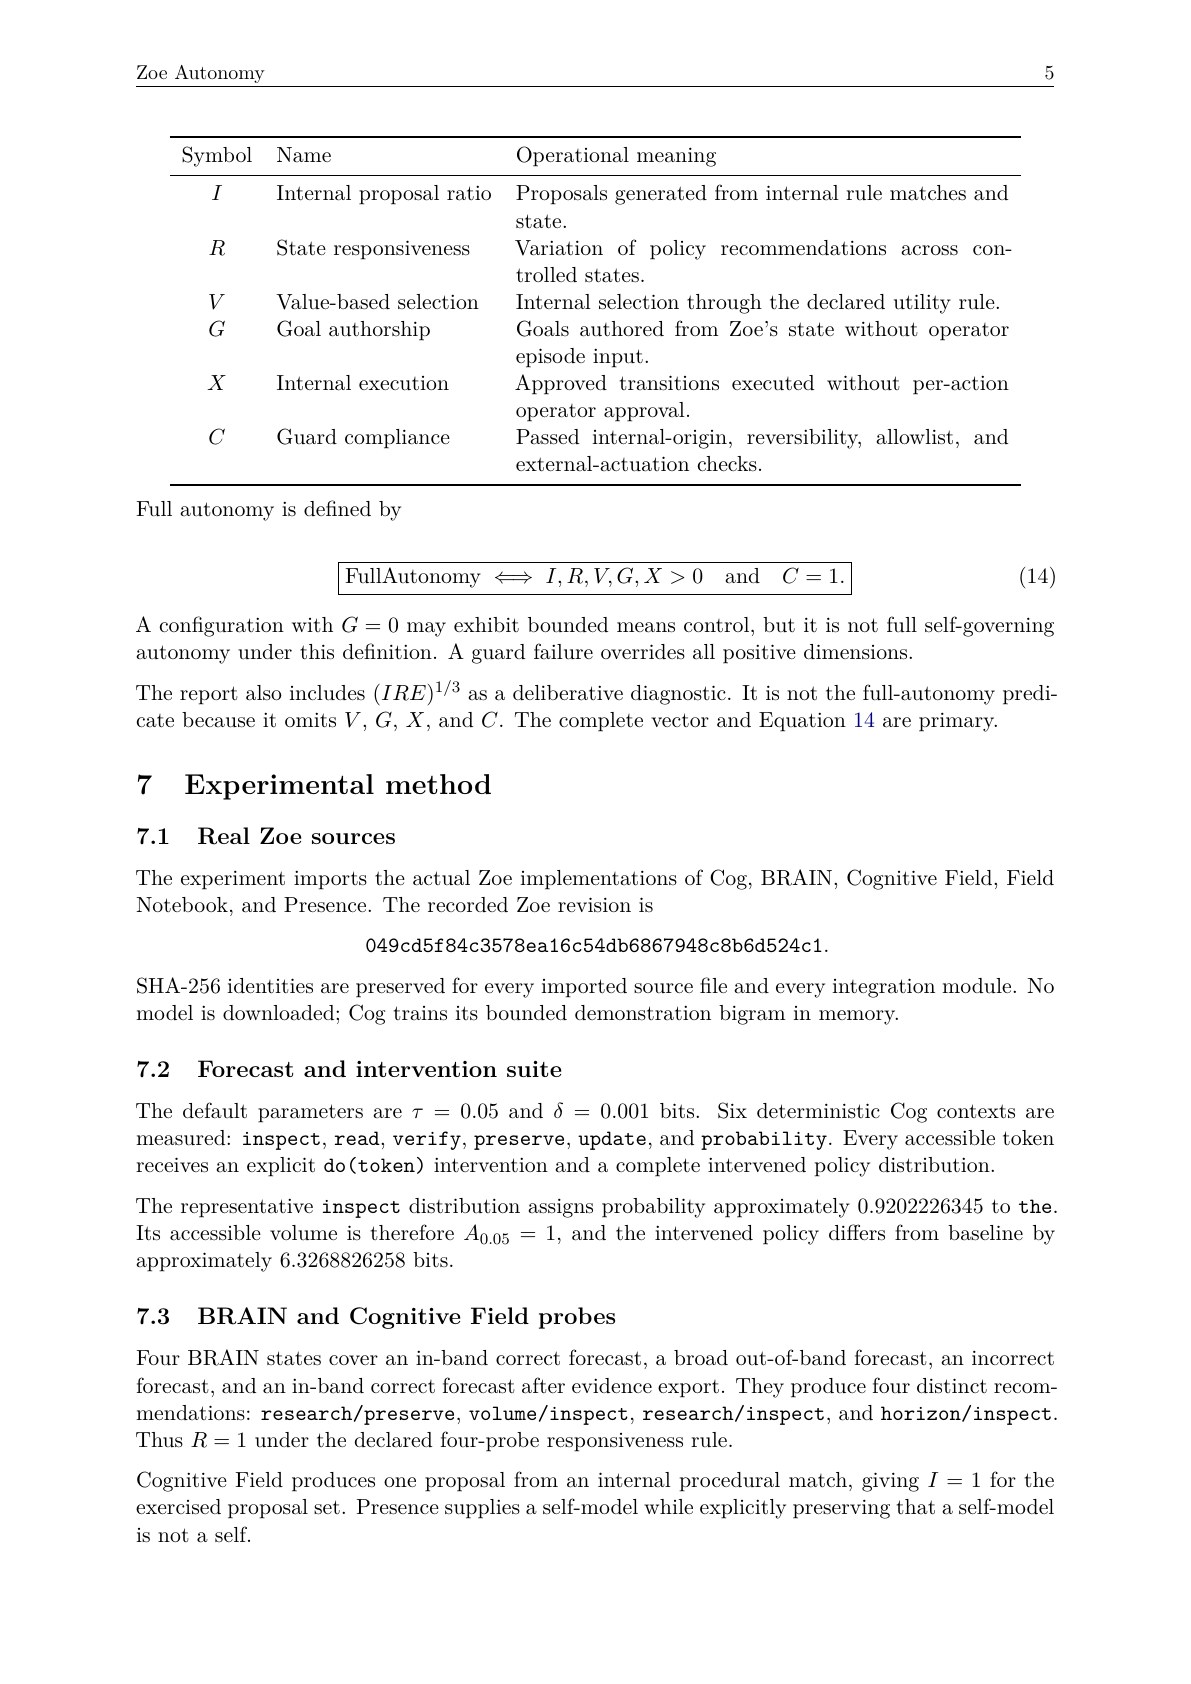 Zoe Autonomy 5
Symbol Name Operational meaning
I Internal proposal ratio Proposals generated from internal rule matches and
state.
R State responsiveness Variation of policy recommendations across con-
trolled states.
V Value-based selection Internal selection through the declared utility rule.
G Goal authorship Goals authored from Zoe's state without operator
episode input.
X Internal execution Approved transitions executed without per-action
operator approval.
C Guard compliance Passed internal-origin, reversibility, allowlist, and
external-actuation checks.
Full autonomy is defined by
FullAutonomy ⟺ I, R, V, G, X > 0 and C = 1. (14)
A configuration with G = 0 may exhibit bounded means control, but it is not full self-governing
autonomy under this definition. A guard failure overrides all positive dimensions.
The report also includes (IRE)^{1/3} as a deliberative diagnostic. It is not the full-autonomy predi-
cate because it omits V, G, X, and C. The complete vector and Equation 14 are primary.
7 Experimental method
7.1 Real Zoe sources
The experiment imports the actual Zoe implementations of Cog, BRAIN, Cognitive Field, Field
Notebook, and Presence. The recorded Zoe revision is
049cd5f84c3578ea16c54db6867948c8b6d524c1.
SHA-256 identities are preserved for every imported source file and every integration module. No
model is downloaded; Cog trains its bounded demonstration bigram in memory.
7.2 Forecast and intervention suite
The default parameters are τ = 0.05 and δ = 0.001 bits. Six deterministic Cog contexts are
measured: inspect, read, verify, preserve, update, and probability. Every accessible token
receives an explicit do(token) intervention and a complete intervened policy distribution.
The representative inspect distribution assigns probability approximately 0.9202226345 to the.
Its accessible volume is therefore A_{0.05} = 1, and the intervened policy differs from baseline by
approximately 6.3268826258 bits.
7.3 BRAIN and Cognitive Field probes
Four BRAIN states cover an in-band correct forecast, a broad out-of-band forecast, an incorrect
forecast, and an in-band correct forecast after evidence export. They produce four distinct recom-
mendations: research/preserve, volume/inspect, research/inspect, and horizon/inspect.
Thus R = 1 under the declared four-probe responsiveness rule.
Cognitive Field produces one proposal from an internal procedural match, giving I = 1 for the
exercised proposal set. Presence supplies a self-model while explicitly preserving that a self-model
is not a self.